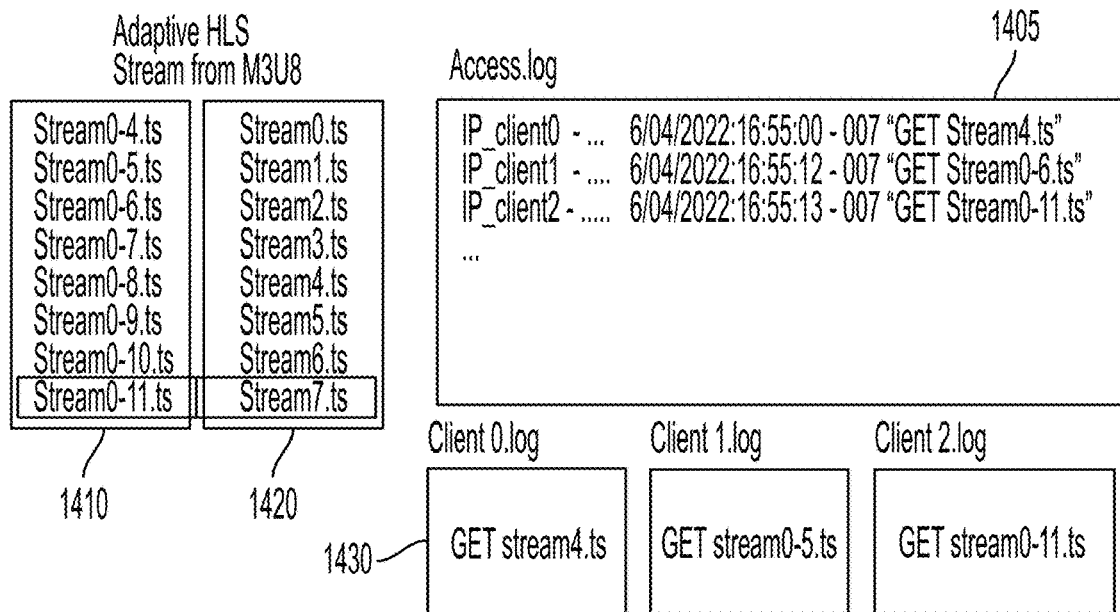 Adaptive HLS
Stream from M3U8
Stream0-4.ts
Stream0-5.ts
Stream0-6.ts
Stream0-7.ts
Stream0-8.ts
Stream0-9.ts
Stream0-10.ts
Stream0-11.ts
1410
Stream0.ts
Stream1.ts
Stream2.ts
Stream3.ts
Stream4.ts
Stream5.ts
Stream6.ts
Stream7.ts
1420
1405
Access.log
IP_client0 - ... 6/04/2022:16:55:00 - 007 “GET Stream4.ts”
IP_client1 - .... 6/04/2022:16:55:12 - 007 “GET Stream0-6.ts”
IP_client2 - ..... 6/04/2022:16:55:13 - 007 “GET Stream0-11.ts”
...
Client 0.log
GET stream4.ts
1430
Client 1.log
GET stream0-5.ts
Client 2.log
GET stream0-11.ts